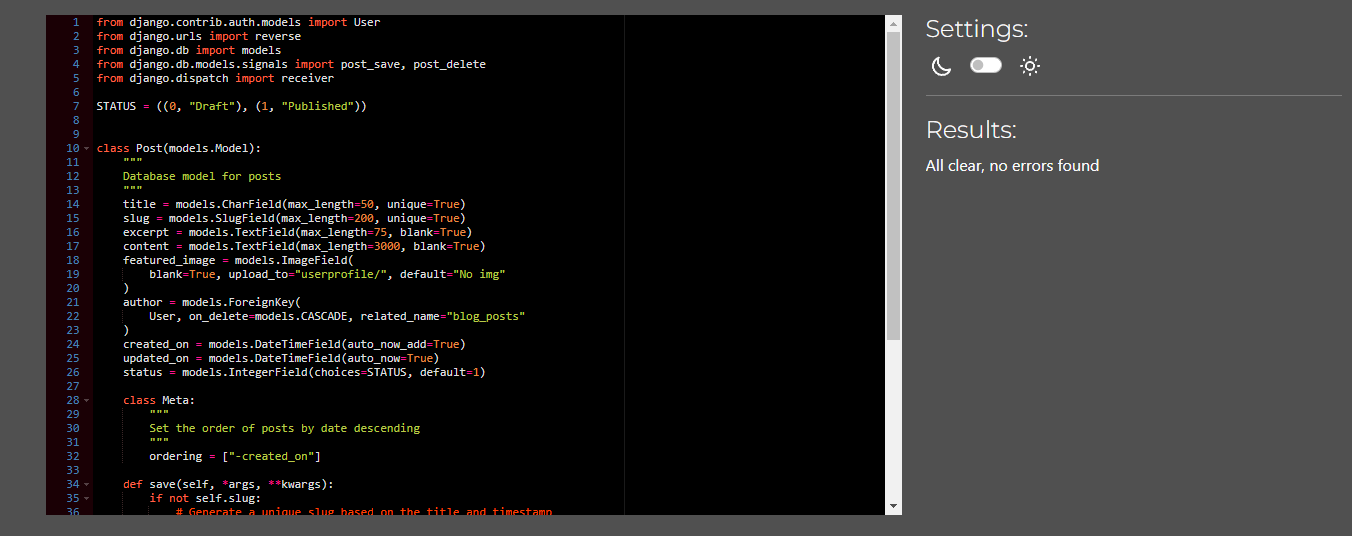 1 from django.contrib.auth.models import User
2 from django.urls import reverse
3 from django.db import models
4 from django.db.models.signals import post_save, post_delete
5 from django.dispatch import receiver
6
7 STATUS = ((0, "Draft"), (1, "Published"))
8
9
10 class Post(models.Model):
11     """
12     Database model for posts
13     """
14     title = models.CharField(max_length=50, unique=True)
15     slug = models.SlugField(max_length=200, unique=True)
16     excerpt = models.TextField(max_length=75, blank=True)
17     content = models.TextField(max_length=3000, blank=True)
18     featured_image = models.ImageField(
19         blank=True, upload_to="userprofile/", default="No img"
20     )
21     author = models.ForeignKey(
22         User, on_delete=models.CASCADE, related_name="blog_posts"
23     )
24     created_on = models.DateTimeField(auto_now_add=True)
25     updated_on = models.DateTimeField(auto_now=True)
26     status = models.IntegerField(choices=STATUS, default=1)
27
28     class Meta:
29         """
30         Set the order of posts by date descending
31         """
32         ordering = ["-created_on"]
33
34     def save(self, *args, **kwargs):
35         if not self.slug:
36             # Generate a unique slug based on the title and timestamp
Settings:
Results:
All clear, no errors found